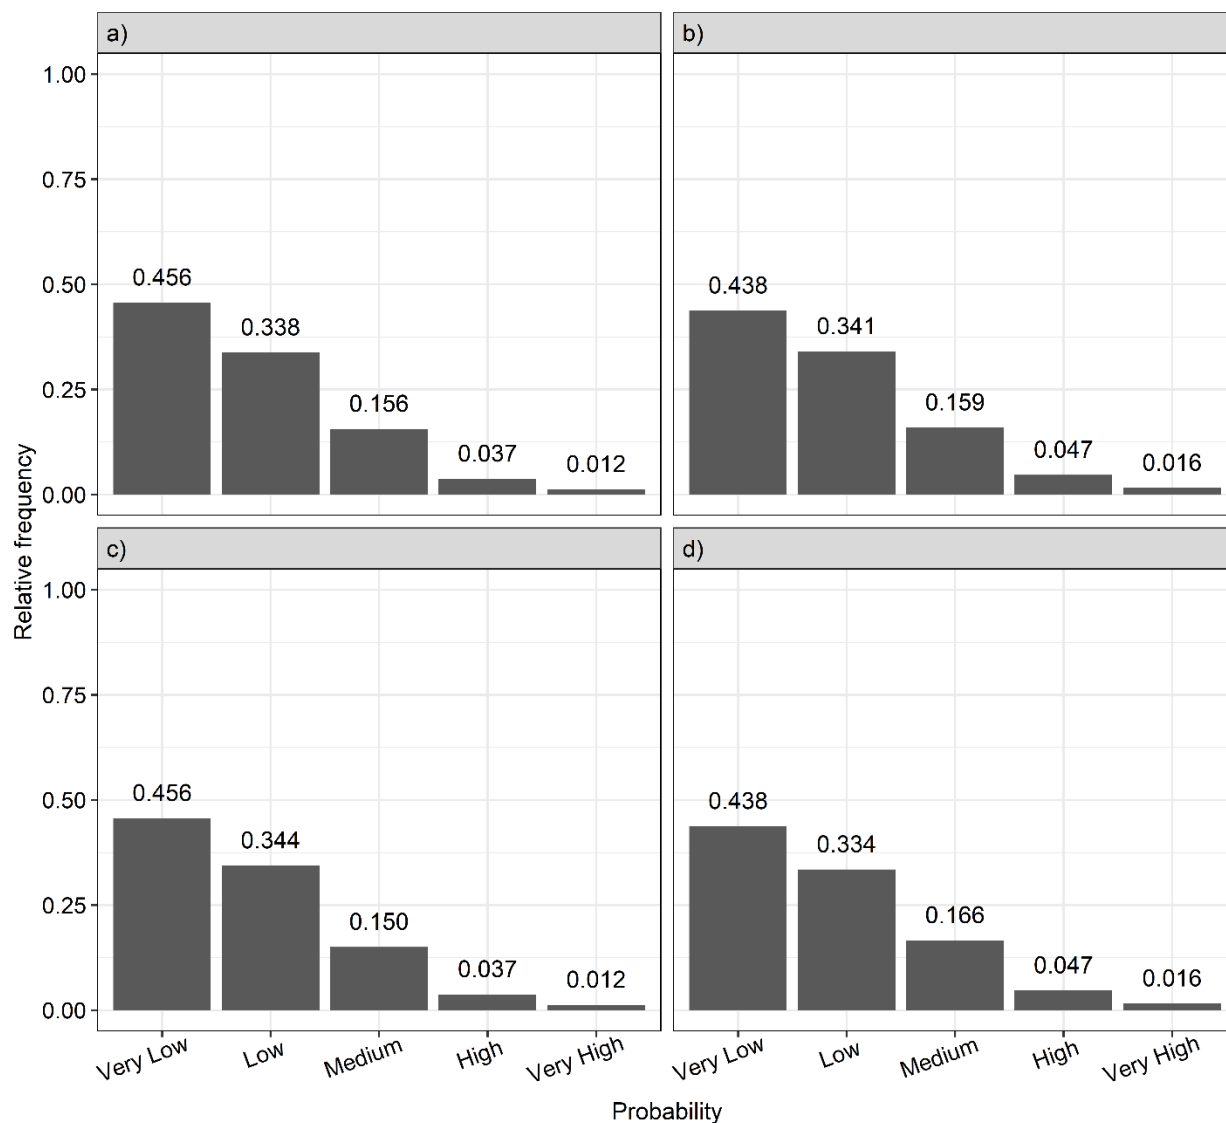 a)
b)
1.00
0.75
0.50
0.25
0.00
0.456
0.338
0.156
0.037
0.012
0.438
0.341
0.159
0.047
0.016
Relative frequency
c)
d)
1.00
0.75
0.50
0.25
0.00
0.456
0.344
0.150
0.037
0.012
0.438
0.334
0.166
0.047
0.016
Very Low
Low
Medium
High
Very High
Very Low
Low
Medium
High
Very High
Probability